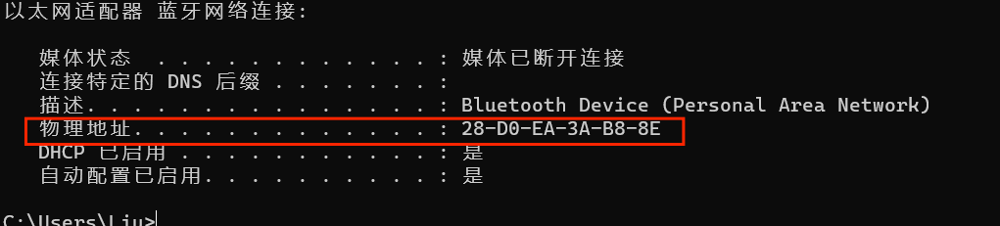 以太网适配器 蓝牙网络连接:
媒体状态 . . . . . . . . . . . . : 媒体已断开连接
连接特定的 DNS 后缀 . . . . . . . :
描述. . . . . . . . . . . . . . . : Bluetooth Device (Personal Area Network)
物理地址. . . . . . . . . . . . . : 28-D0-EA-3A-B8-8E
DHCP 已启用 . . . . . . . . . . . : 是
自动配置已启用. . . . . . . . . . : 是
C:\Users\Liu>